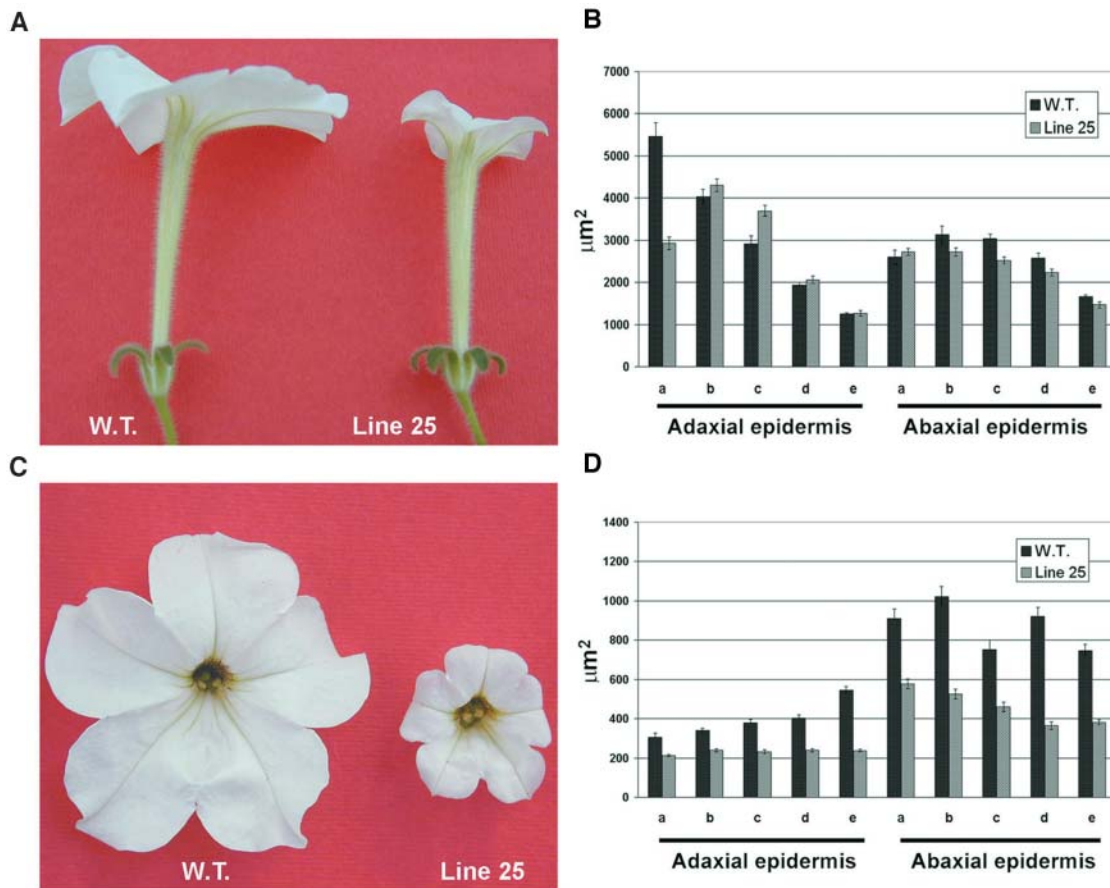 A
W.T.
Line 25
B
7000
6000
5000
4000
3000
2000
1000
0
μm²
W.T.
Line 25
a b c d e a b c d e
Adaxial epidermis Abaxial epidermis
C
W.T.
Line 25
D
1400
1200
1000
800
600
400
200
0
μm²
W.T.
Line 25
a b c d e a b c d e
Adaxial epidermis Abaxial epidermis